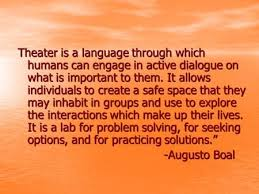 Theater is a language through which
humans can engage in active dialogue on
what is important to them. It allows
individuals to create a safe space that they
may inhabit in groups and use to explore
the interactions which make up their lives.
It is a lab for problem solving, for seeking
options, and for practicing solutions.”
-Augusto Boal